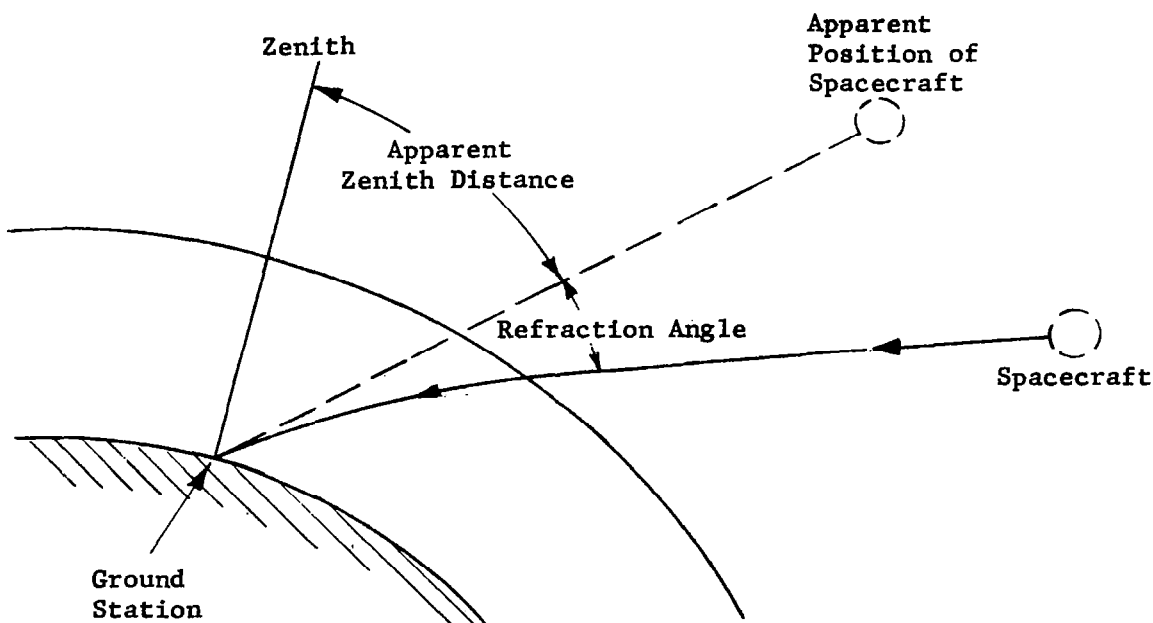 Zenith
Apparent
Position of
Spacecraft
Apparent
Zenith Distance
Refraction Angle
Spacecraft
Ground
Station